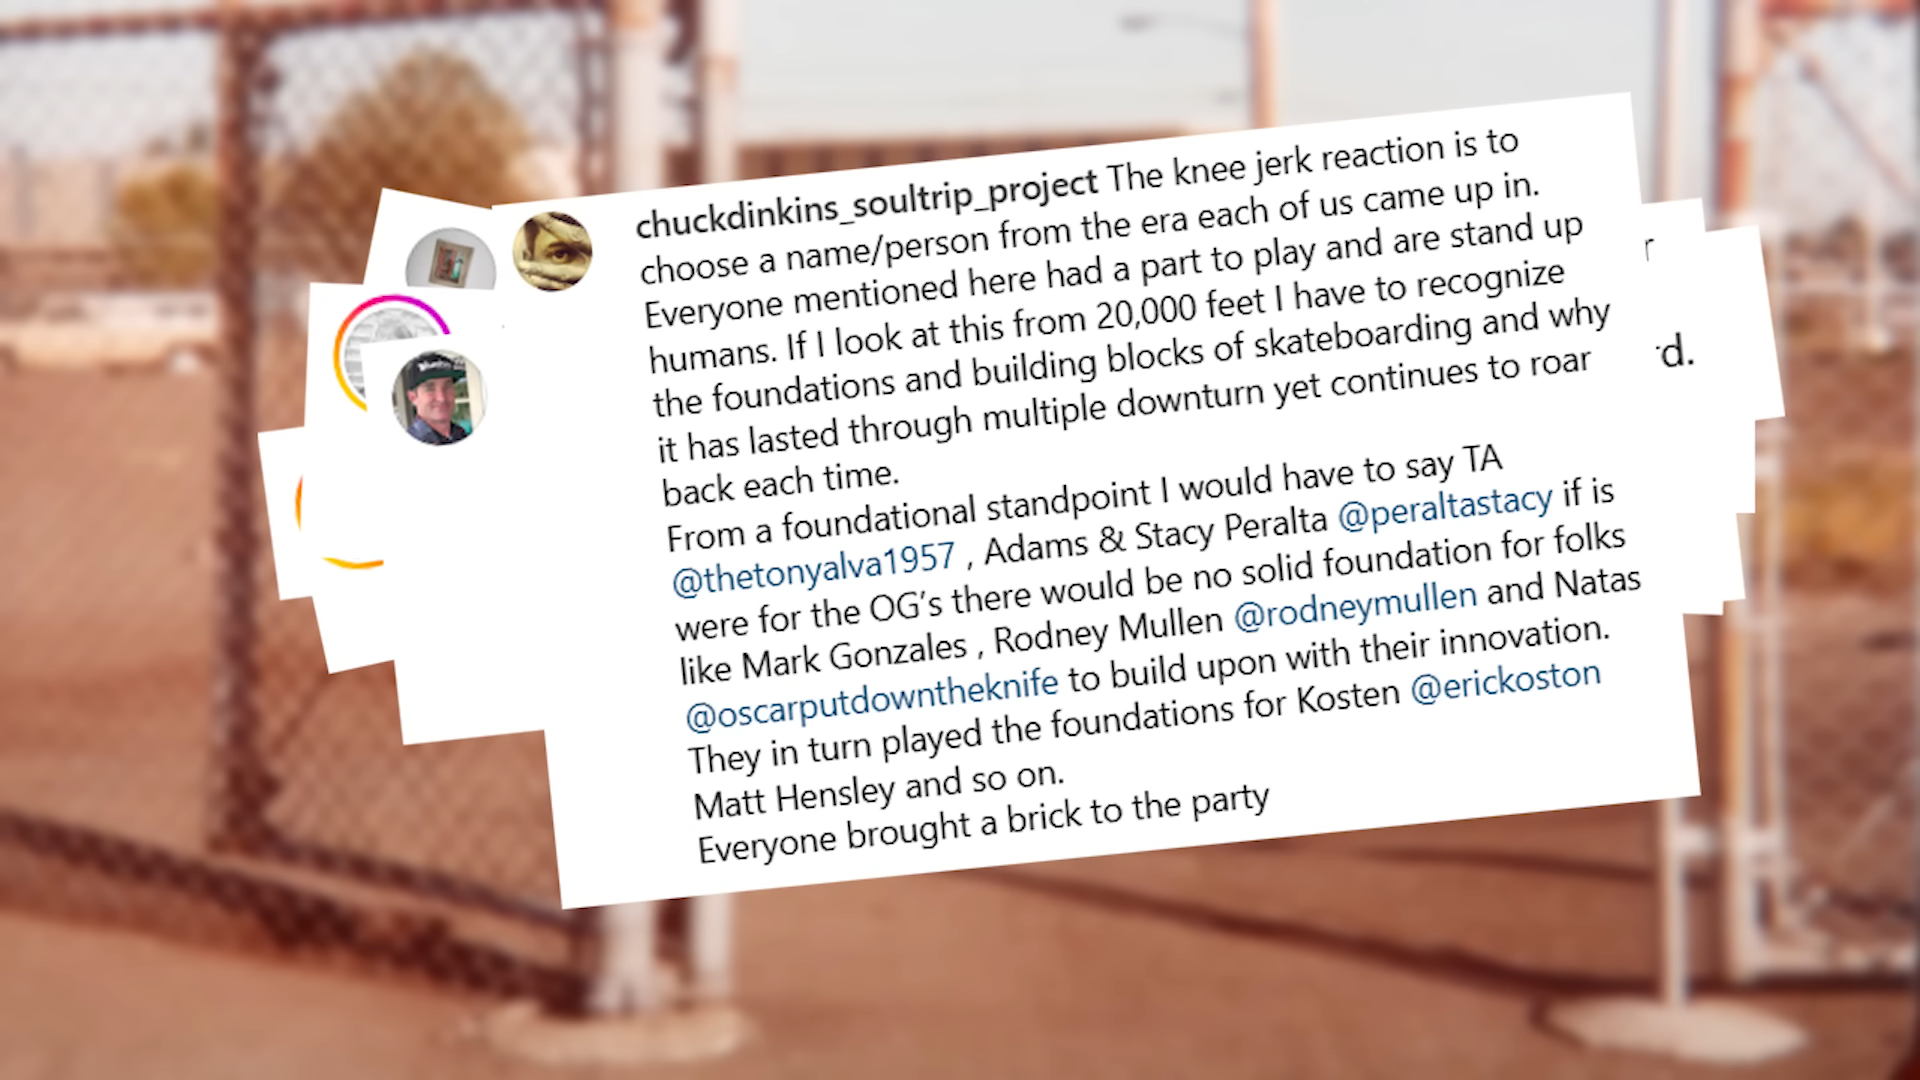 chuckdinkins_soultrip_project The knee jerk reaction is to
choose a name/person from the era each of us came up in.
Everyone mentioned here had a part to play and are stand up
humans. If I look at this from 20,000 feet I have to recognize
the foundations and building blocks of skateboarding and why
it has lasted through multiple downturn yet continues to roar
back each time.
From a foundational standpoint I would have to say TA
@thetonyalva1957 , Adams & Stacy Peralta @peraltastacy if is
were for the OG’s there would be no solid foundation for folks
like Mark Gonzales , Rodney Mullen @rodneymullen and Natas
@oscarputdowntheknife to build upon with their innovation.
They in turn played the foundations for Kosten @erickoston
Matt Hensley and so on.
Everyone brought a brick to the party
d.